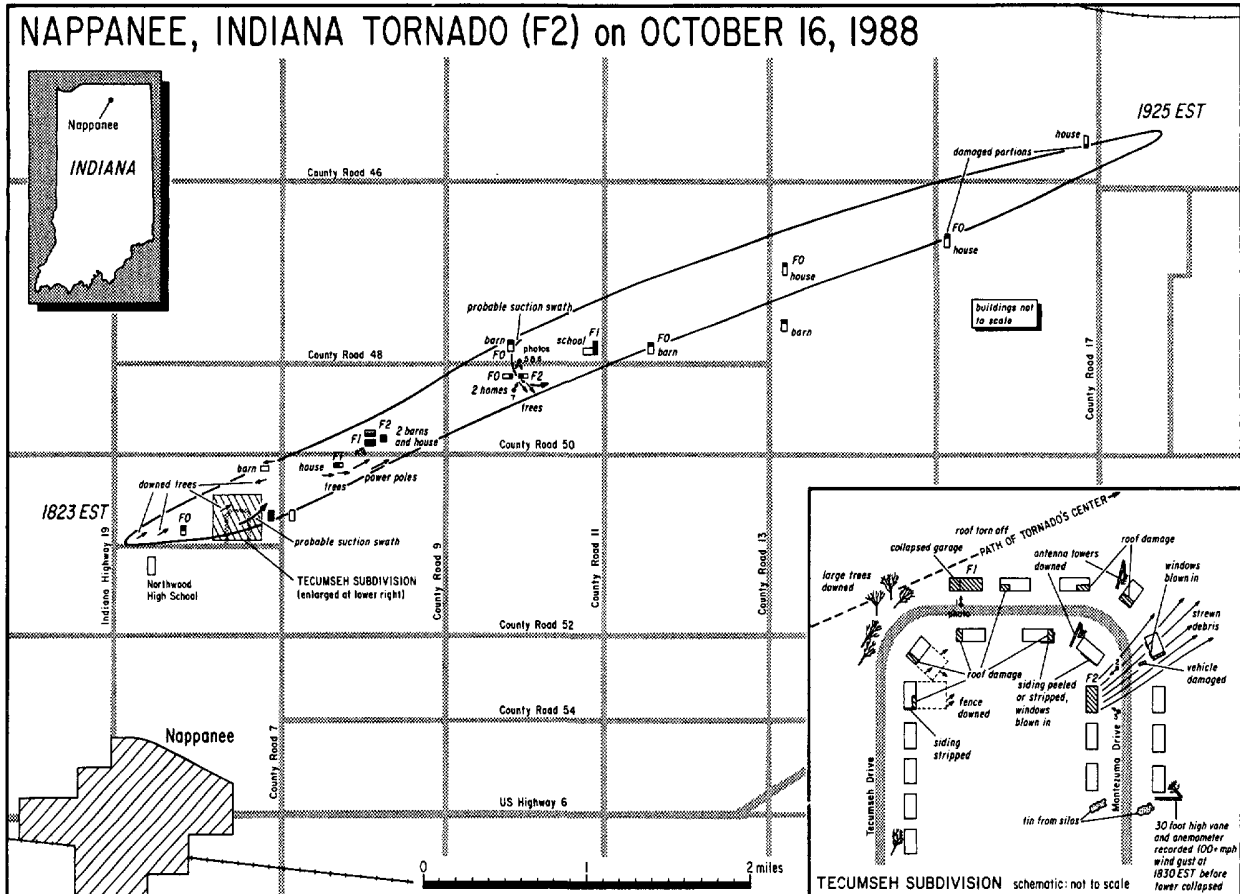 NAPPANEE, INDIANA TORNADO (F2) on OCTOBER 16, 1988
Nappanee
INDIANA
1925 EST
house
damaged portions
County Road 46
F0
house
F0
house
buildings not
to scale
probable suction swath
barn
F0
photos
5 & 6
school
F1
F0
barn
barn
County Road 48
F0
F2
2 homes
7
trees
County Road 17
F2
F1
2 barns
and house
County Road 50
house
F1
trees
power poles
barn
downed trees
1823 EST
F0
probable suction swath
TECUMSEH SUBDIVISION
(enlarged at lower right)
Northwood
High School
Indiana Highway 19
County Road 9
County Road 11
County Road 13
County Road 52
County Road 54
County Road 7
Nappanee
US Highway 6
0
1
2 miles
PATH OF TORNADO'S CENTER
roof torn off
collapsed garage
F1
photo
antenna towers
downed
roof damage
windows
blown in
large trees
downed
strewn
debris
roof damage
siding peeled
or stripped,
windows
blown in
F2
vehicle
damaged
fence
downed
siding
stripped
Tecumseh Drive
Montezuma Drive
tin from silos
30 foot high vane
and anemometer
recorded 100+ mph
wind gust at
1830 EST before
tower collapsed
TECUMSEH SUBDIVISION schematic: not to scale